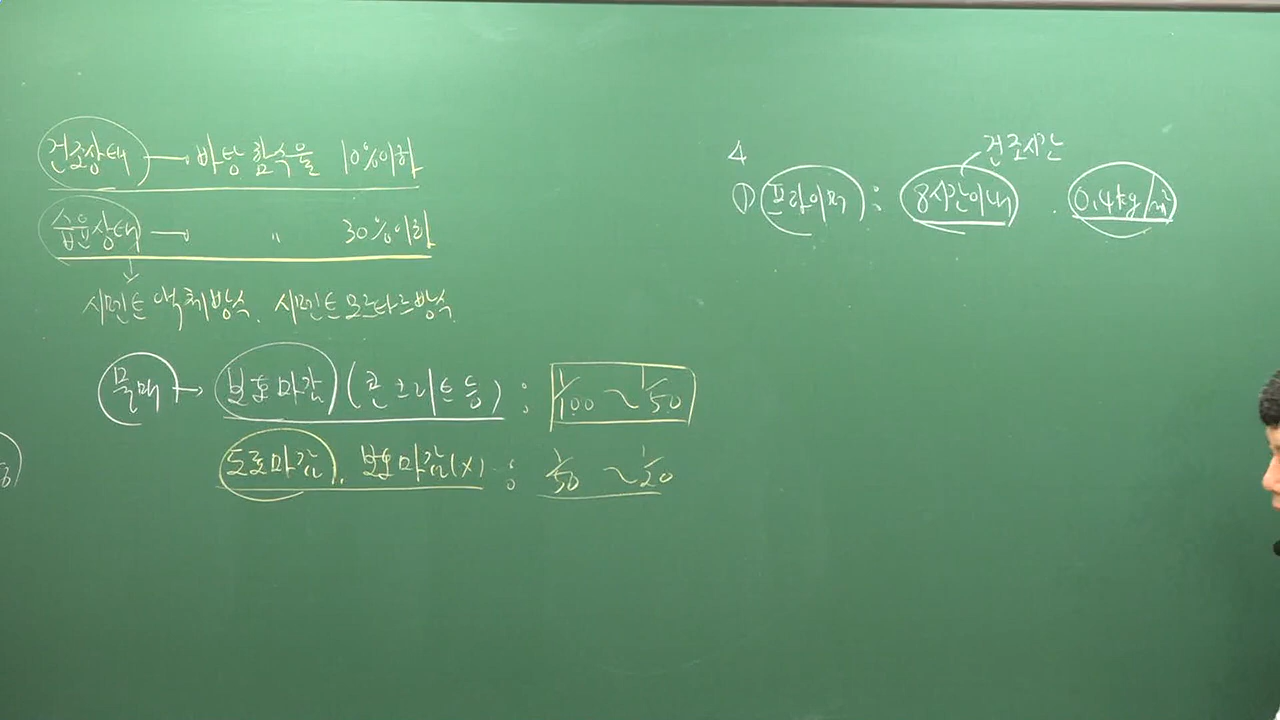 건조상태 → 바탕 함수율 10%이하
습윤상태 → 〃 30%이하
시멘트 액체방수, 시멘트 모르타르방수
물매 → 보호마감 (콘크리트 등) : 1/100 ~ 1/50
도료마감, 보호마감(X) : 1/50 ~ 1/20
4
건조시간
① 프라이머 : 8시간이내 . 0.4kg/㎡